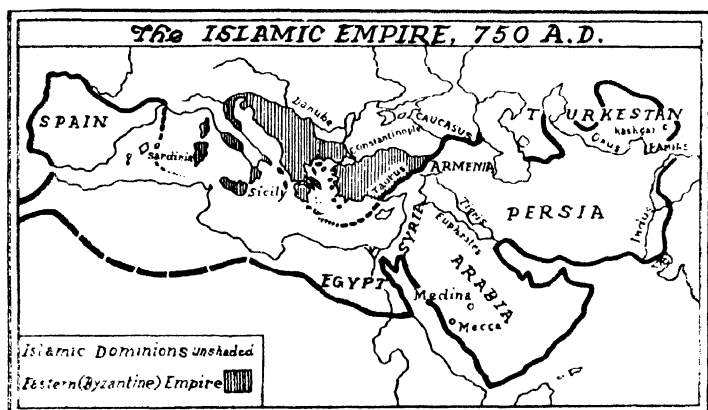 The ISLAMIC EMPIRE, 750 A.D.
SPAIN
Sardinia
Sicily
Danube
Constantinople
CAUCASUS
Taurus
ARMENIA
TURKESTAN
Kashgar
Oxus
PAMIRS
PERSIA
Indus
Tigris
Euphrates
SYRIA
ARABIA
EGYPT
Medina
Mecca
Islamic Dominions unshaded
Eastern (Byzantine) Empire